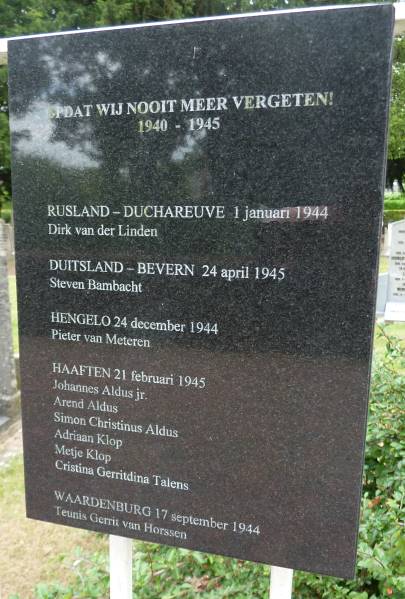 OPDAT WIJ NOOIT MEER VERGETEN!
1940 - 1945
RUSLAND – DUCHAREUVE 1 januari 1944
Dirk van der Linden
DUITSLAND – BEVERN 24 april 1945
Steven Bambacht
HENGELO 24 december 1944
Pieter van Meteren
HAAFTEN 21 februari 1945
Johannes Aldus jr.
Arend Aldus
Simon Christinus Aldus
Adriaan Klop
Metje Klop
Cristina Gerritdina Talens
WAARDENBURG 17 september 1944
Teunis Gerrit van Horssen